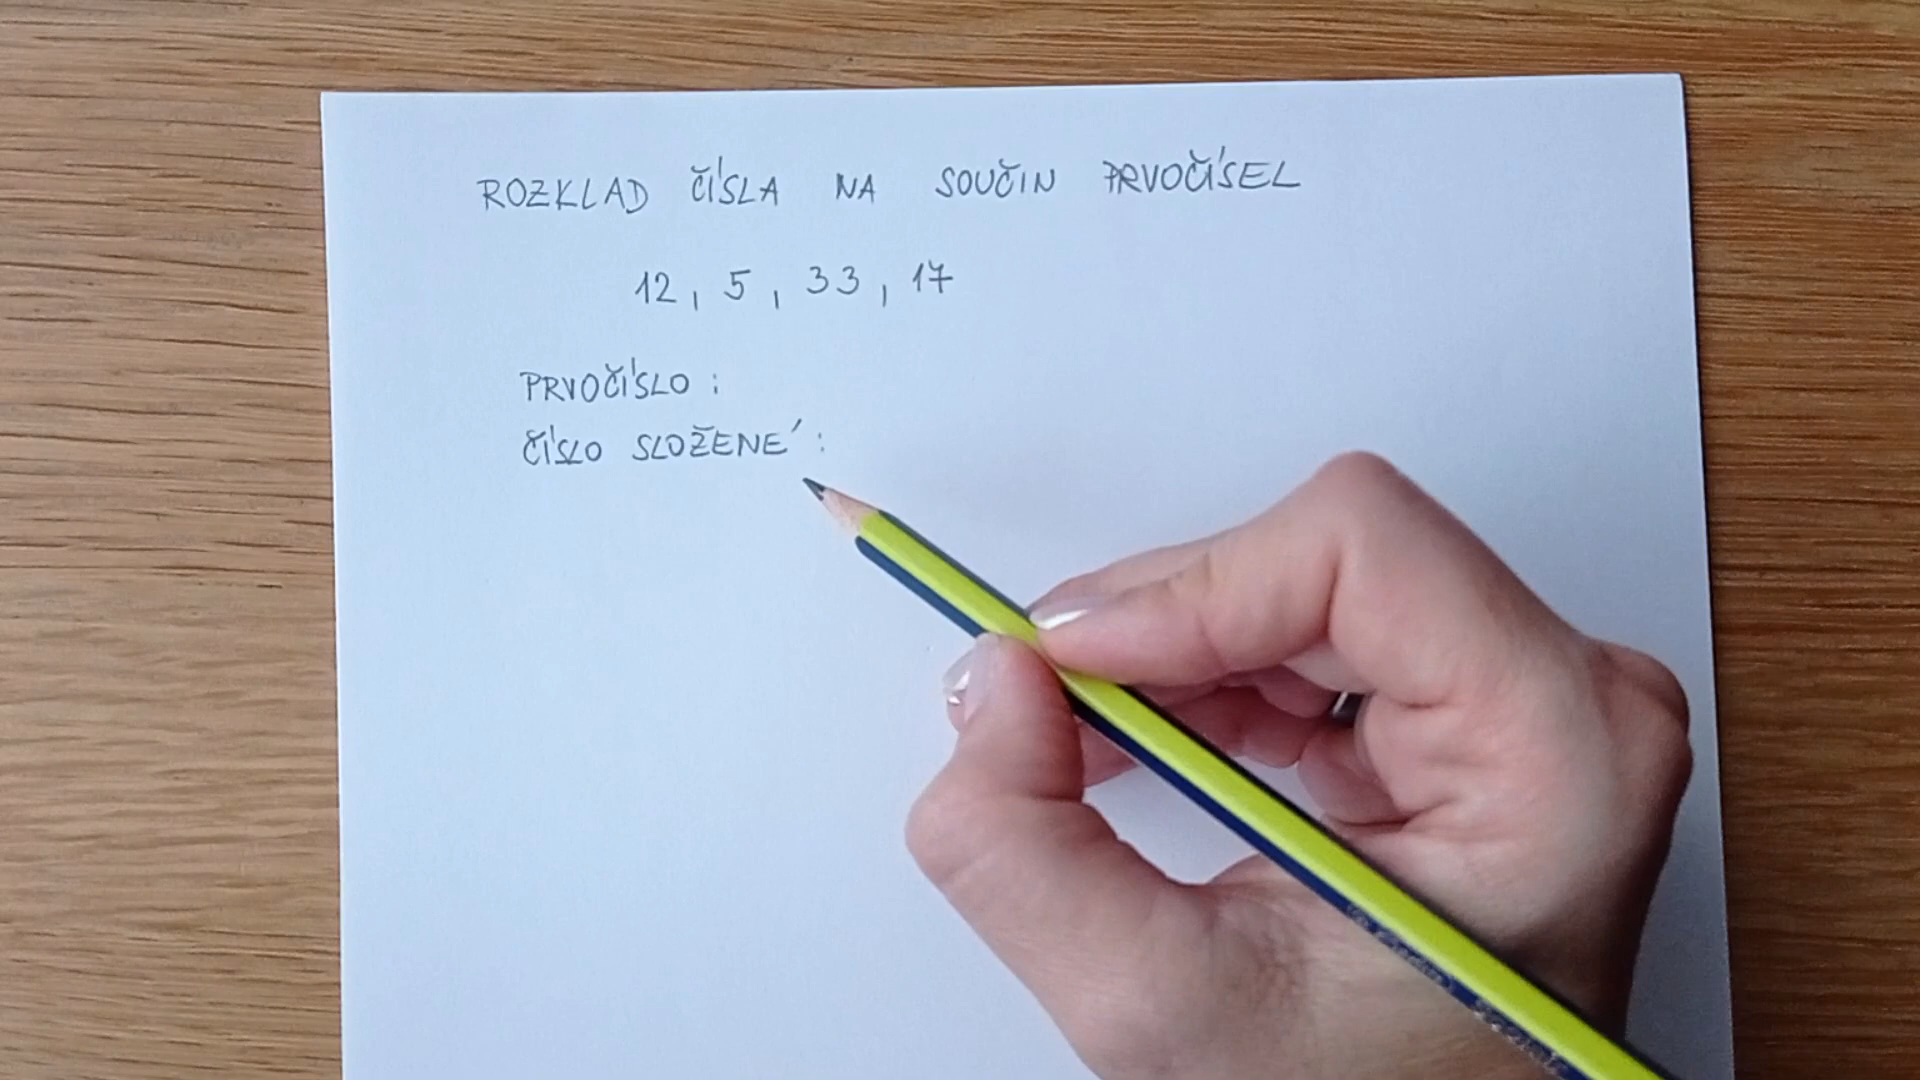 ROZKLAD ČÍSLA NA SOUČIN PRVOČÍSEL
12, 5, 33, 17
PRVOČÍSLO :
ČÍSLO SLOŽENÉ :